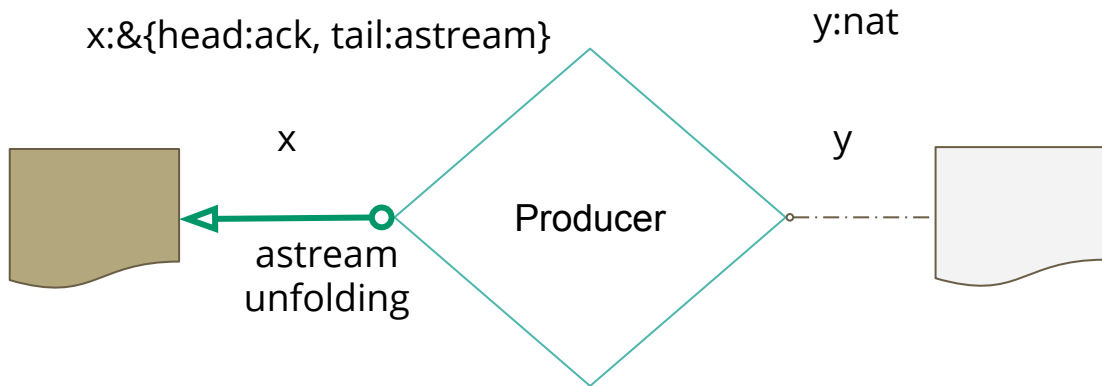 x:&{head:ack, tail:astream}
y:nat
x
y
Producer
astream
unfolding